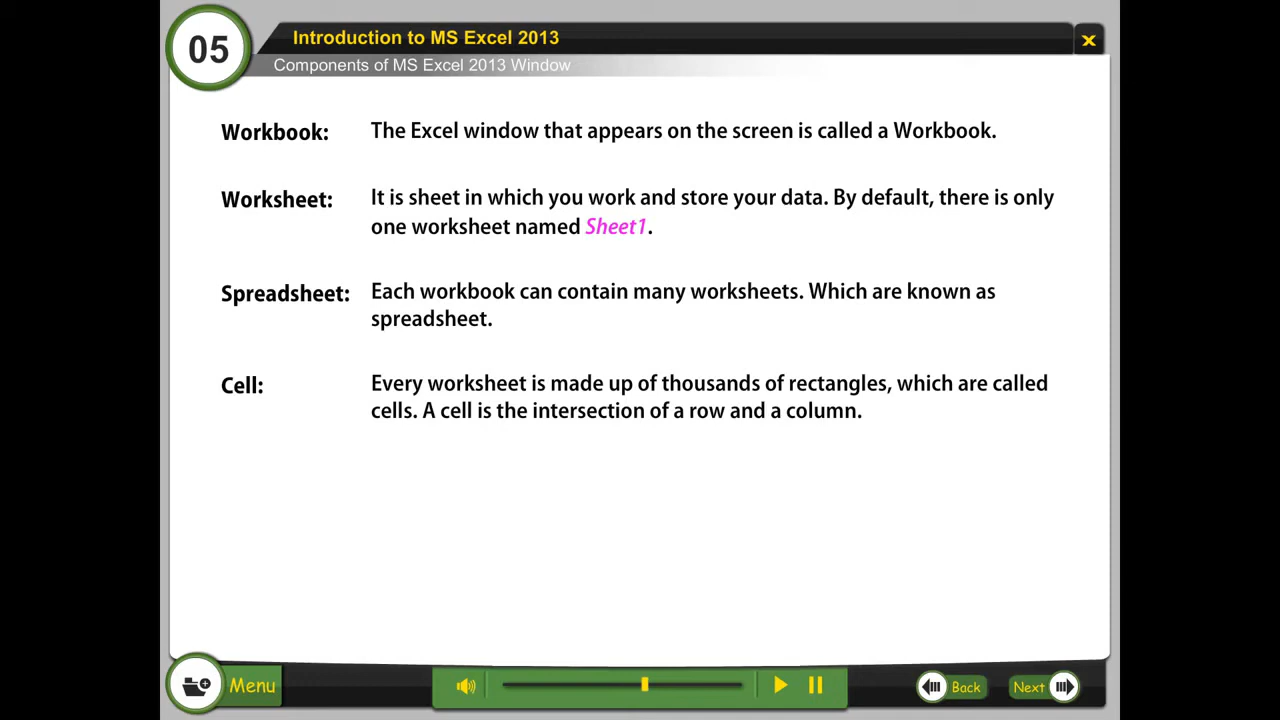 05
Introduction to MS Excel 2013
X
Components of MS Excel 2013 Window
Workbook: The Excel window that appears on the screen is called a Workbook.
Worksheet: It is sheet in which you work and store your data. By default, there is only
one worksheet named Sheet1.
Spreadsheet: Each workbook can contain many worksheets. Which are known as
spreadsheet.
Cell: Every worksheet is made up of thousands of rectangles, which are called
cells. A cell is the intersection of a row and a column.
Menu
Back
Next